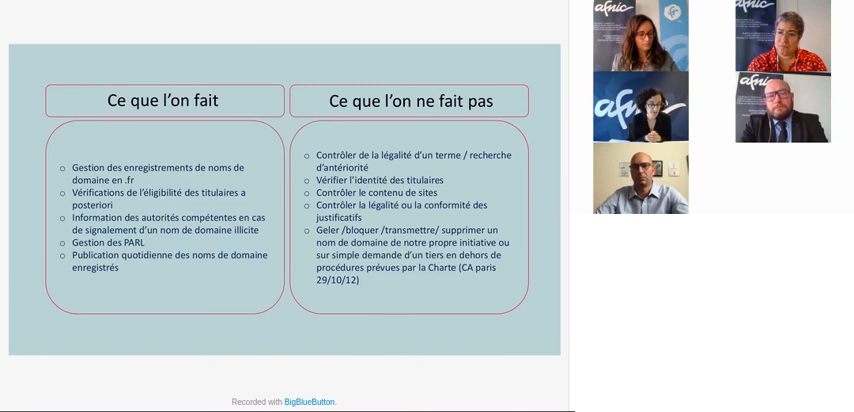 Ce que l'on fait
Ce que l'on ne fait pas
o Gestion des enregistrements de noms de
domaine en .fr
o Vérifications de l'éligibilité des titulaires a
posteriori
o Information des autorités compétentes en cas
de signalement d'un nom de domaine illicite
o Gestion des PARL
o Publication quotidienne des noms de domaine
enregistrés
o Contrôler de la légalité d'un terme / recherche
d'antériorité
o Vérifier l'identité des titulaires
o Contrôler le contenu de sites
o Contrôler la légalité ou la conformité des
justificatifs
o Geler /bloquer /transmettre/ supprimer un
nom de domaine de notre propre initiative ou
sur simple demande d'un tiers en dehors de
procédures prévues par la Charte (CA paris
29/10/12)
Recorded with BigBlueButton.
afnic
afnic
afnic
afnic